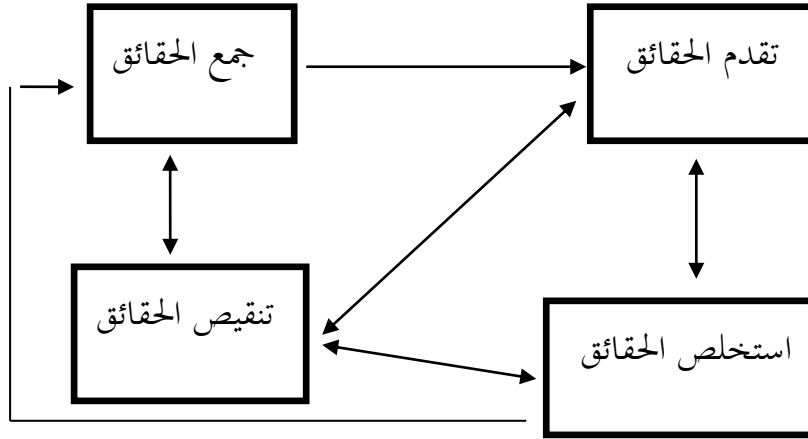 تقدم الحقائق
جمع الحقائق
تنقيص الحقائق
استخلص الحقائق